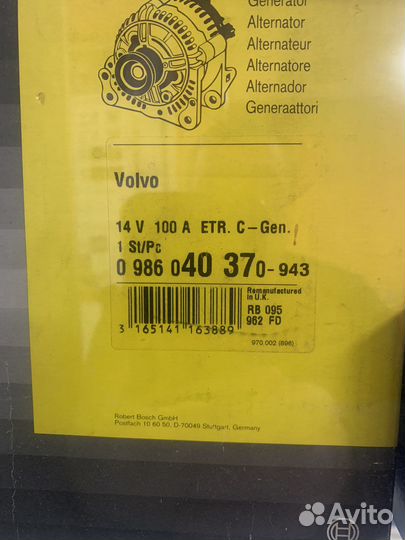 Generator
Alternator
Alternateur
Alternatore
Alternador
Generaattori
Volvo
14 V 100 A ETR. C-Gen.
1 St/Pc
0 986 040 370-943
Remanufactured
in U.K.
RB 095
962 FD
3 165141 163889
970.002 (896)
Robert Bosch GmbH
Postfach 10 60 50, D-70049 Stuttgart, Germany
Avito